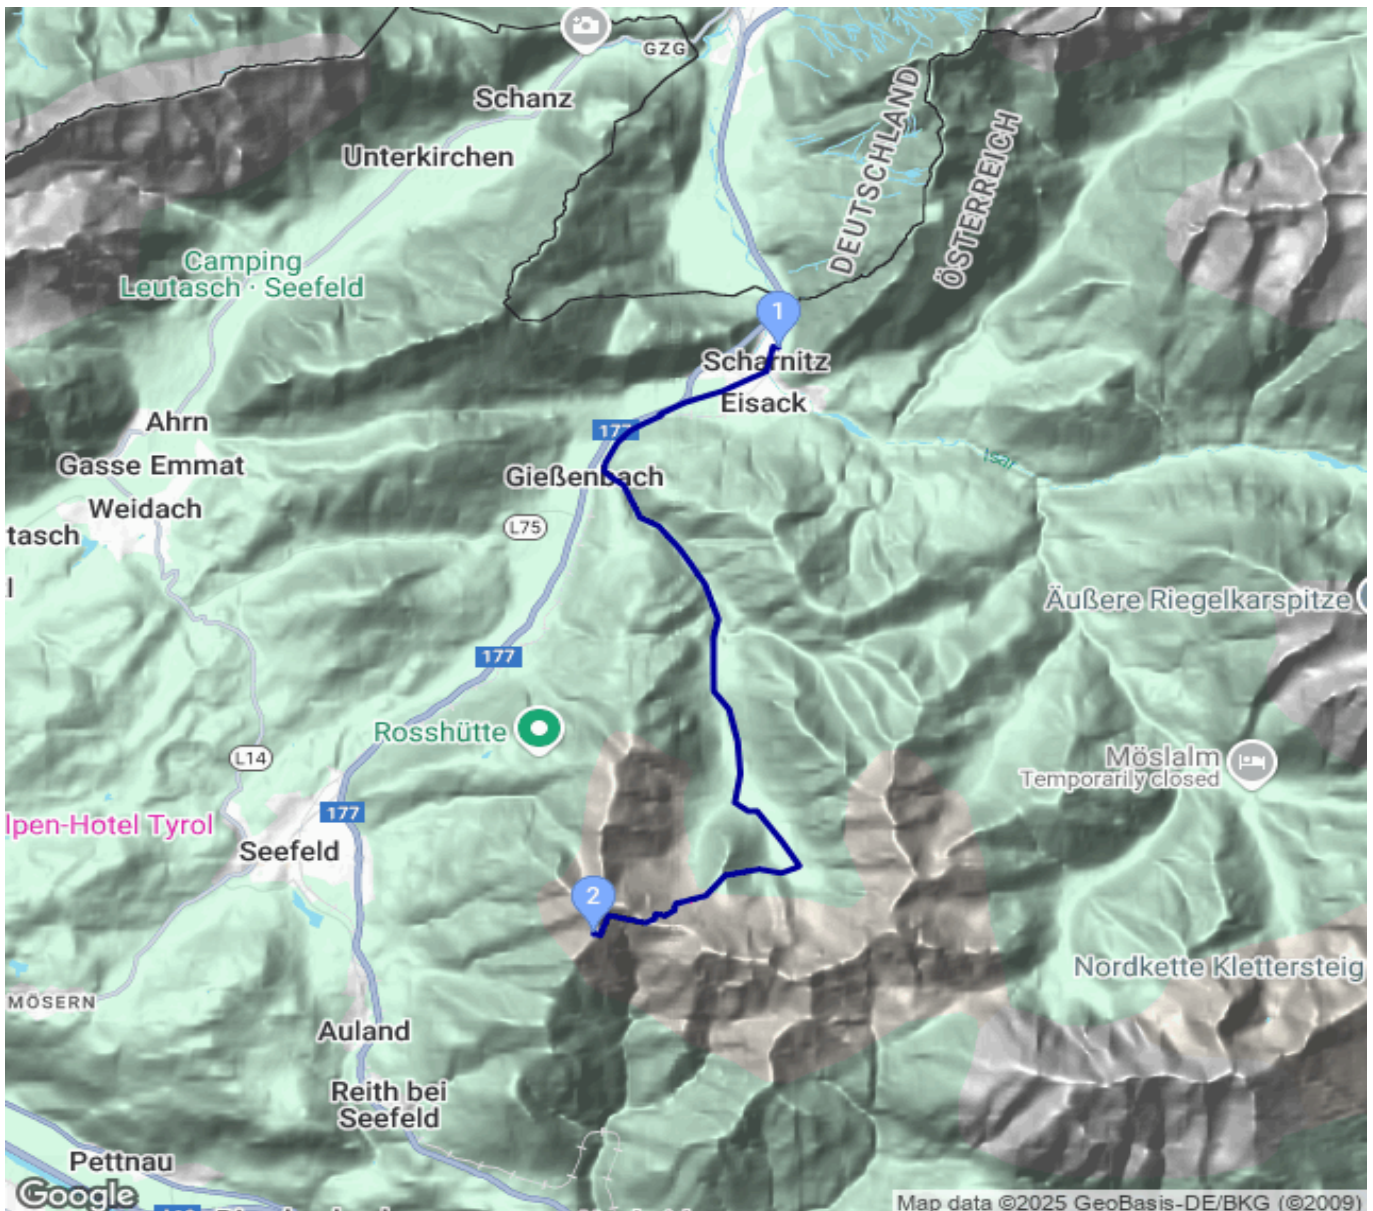 GZG
Schanz
Unterkirchen
DEUTSCHLAND
ÖSTERREICH
Camping
Leutasch · Seefeld
1
Scharnitz
Eisack
Ahrn
177
Gasse Emmat
Isar
Gießenbach
Weidach
L75
tasch
Äußere Riegelkarspitze
177
Rosshütte
L14
Möslalm
Temporarily closed
177
lpen-Hotel Tyrol
Seefeld
2
Nordkette Klettersteig
MÖSERN
Auland
Reith bei
Seefeld
Pettnau
Google
Map data ©2025 GeoBasis-DE/BKG (©2009)